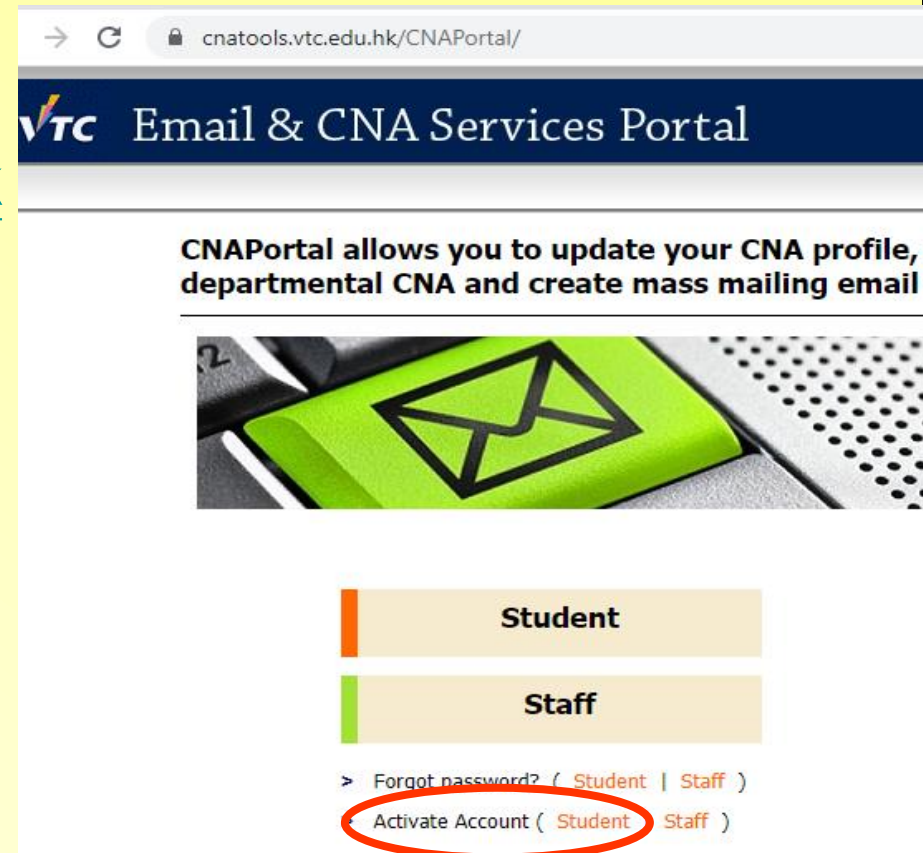 cnatools.vtc.edu.hk/CNAPortal/
VTC Email & CNA Services Portal
CNAPortal allows you to update your CNA profile,
departmental CNA and create mass mailing email
12
Student
Staff
> Forgot password? ( Student | Staff )
Activate Account ( Student Staff )